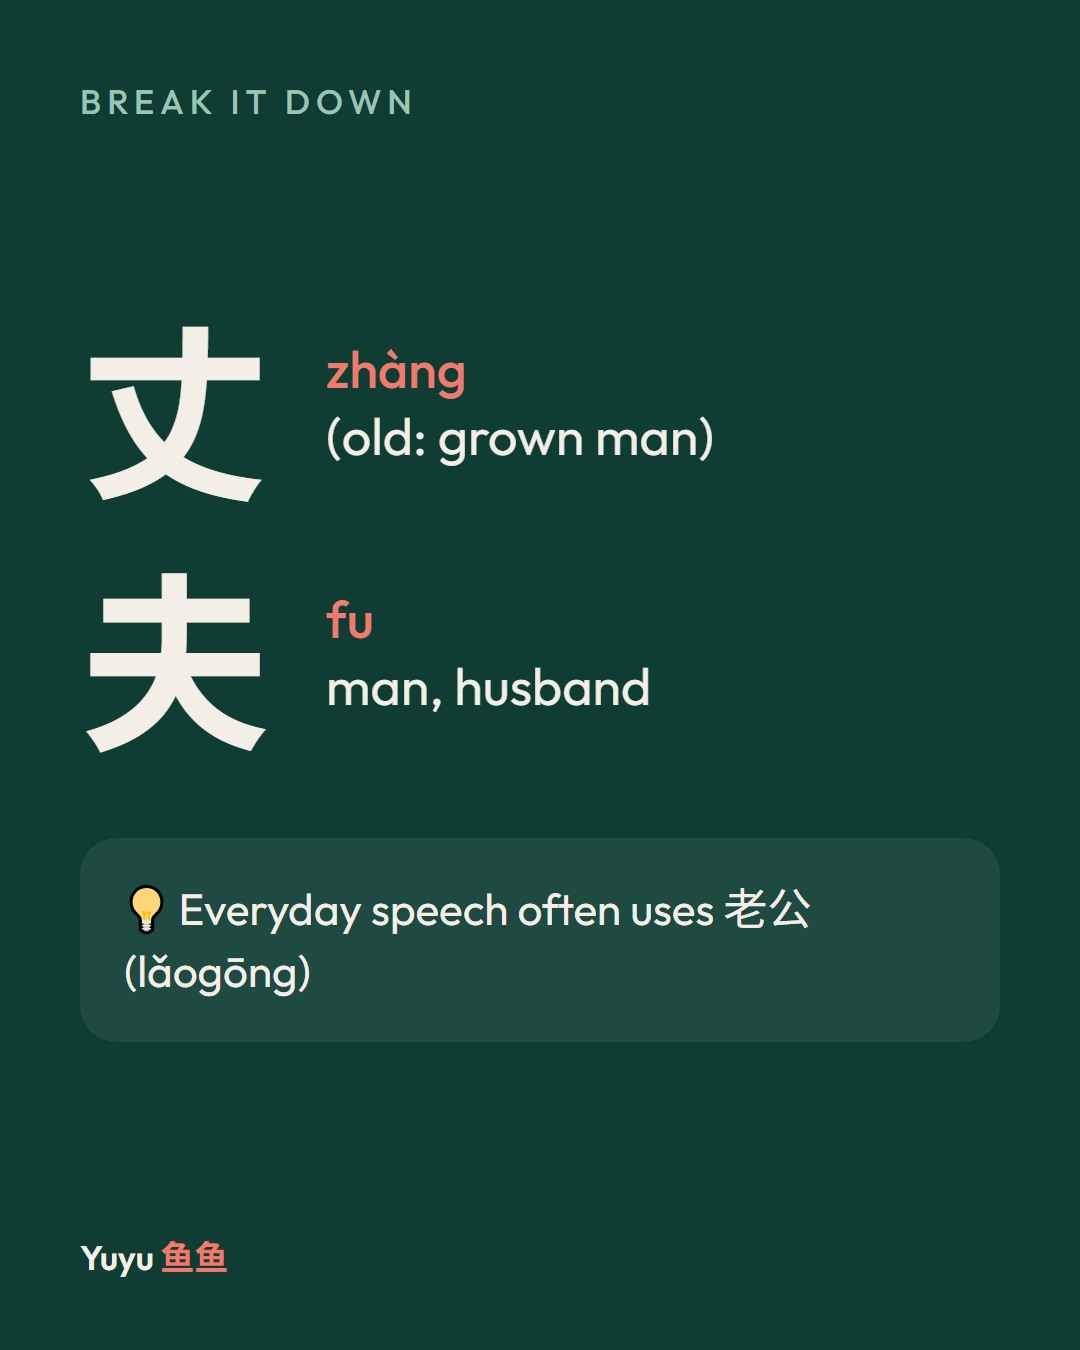 BREAK IT DOWN
丈
zhàng
(old: grown man)
夫
fu
man, husband
💡 Everyday speech often uses 老公
(lǎogōng)
Yuyu 鱼鱼